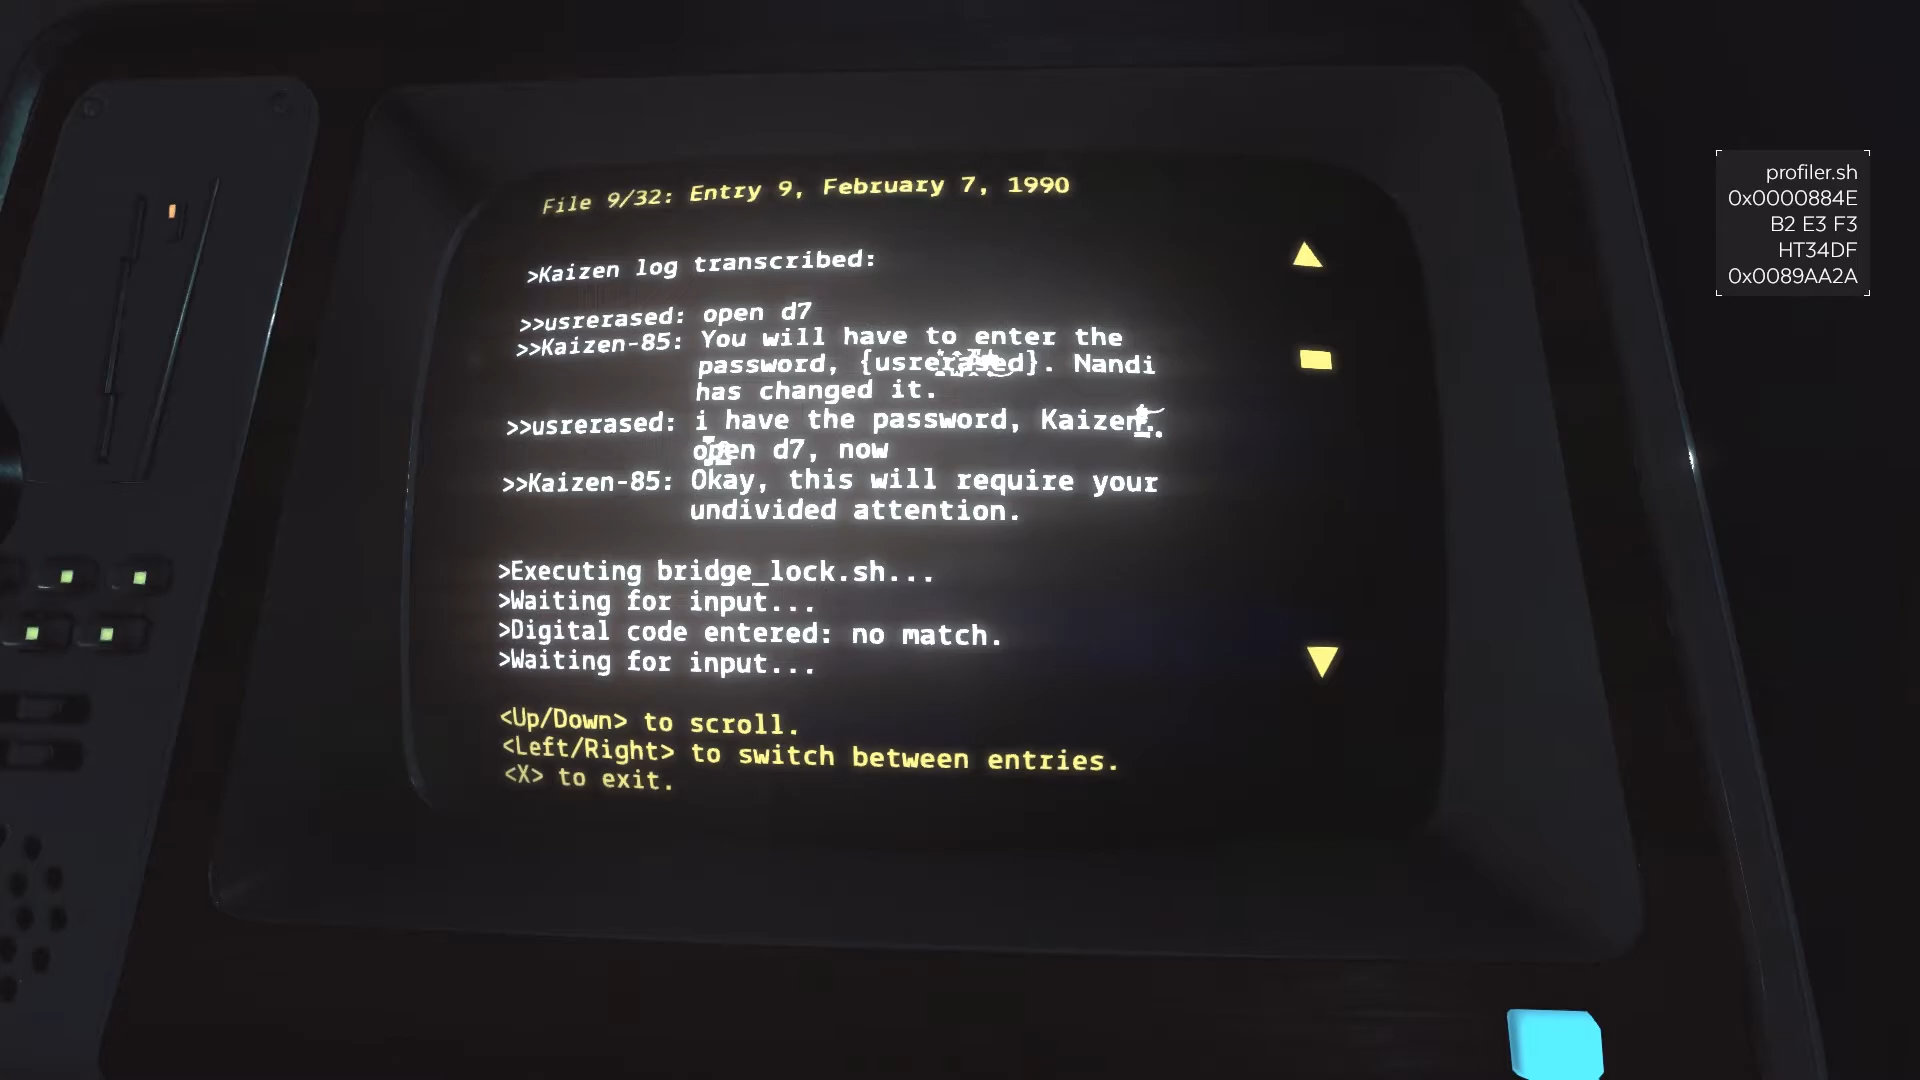 File 9/32: Entry 9, February 7, 1990
>Kaizen log transcribed:
>>usrerased: open d7
>>Kaizen-85: You will have to enter the
password, {usrerased}. Nandi
has changed it.
>>usrerased: i have the password, Kaizen.
open d7, now
>>Kaizen-85: Okay, this will require your
undivided attention.
>Executing bridge_lock.sh...
>Waiting for input...
>Digital code entered: no match.
>Waiting for input...
<Up/Down> to scroll.
<Left/Right> to switch between entries.
<X> to exit.
profiler.sh
0x0000884E
B2 E3 F3
HT34DF
0x0089AA2A